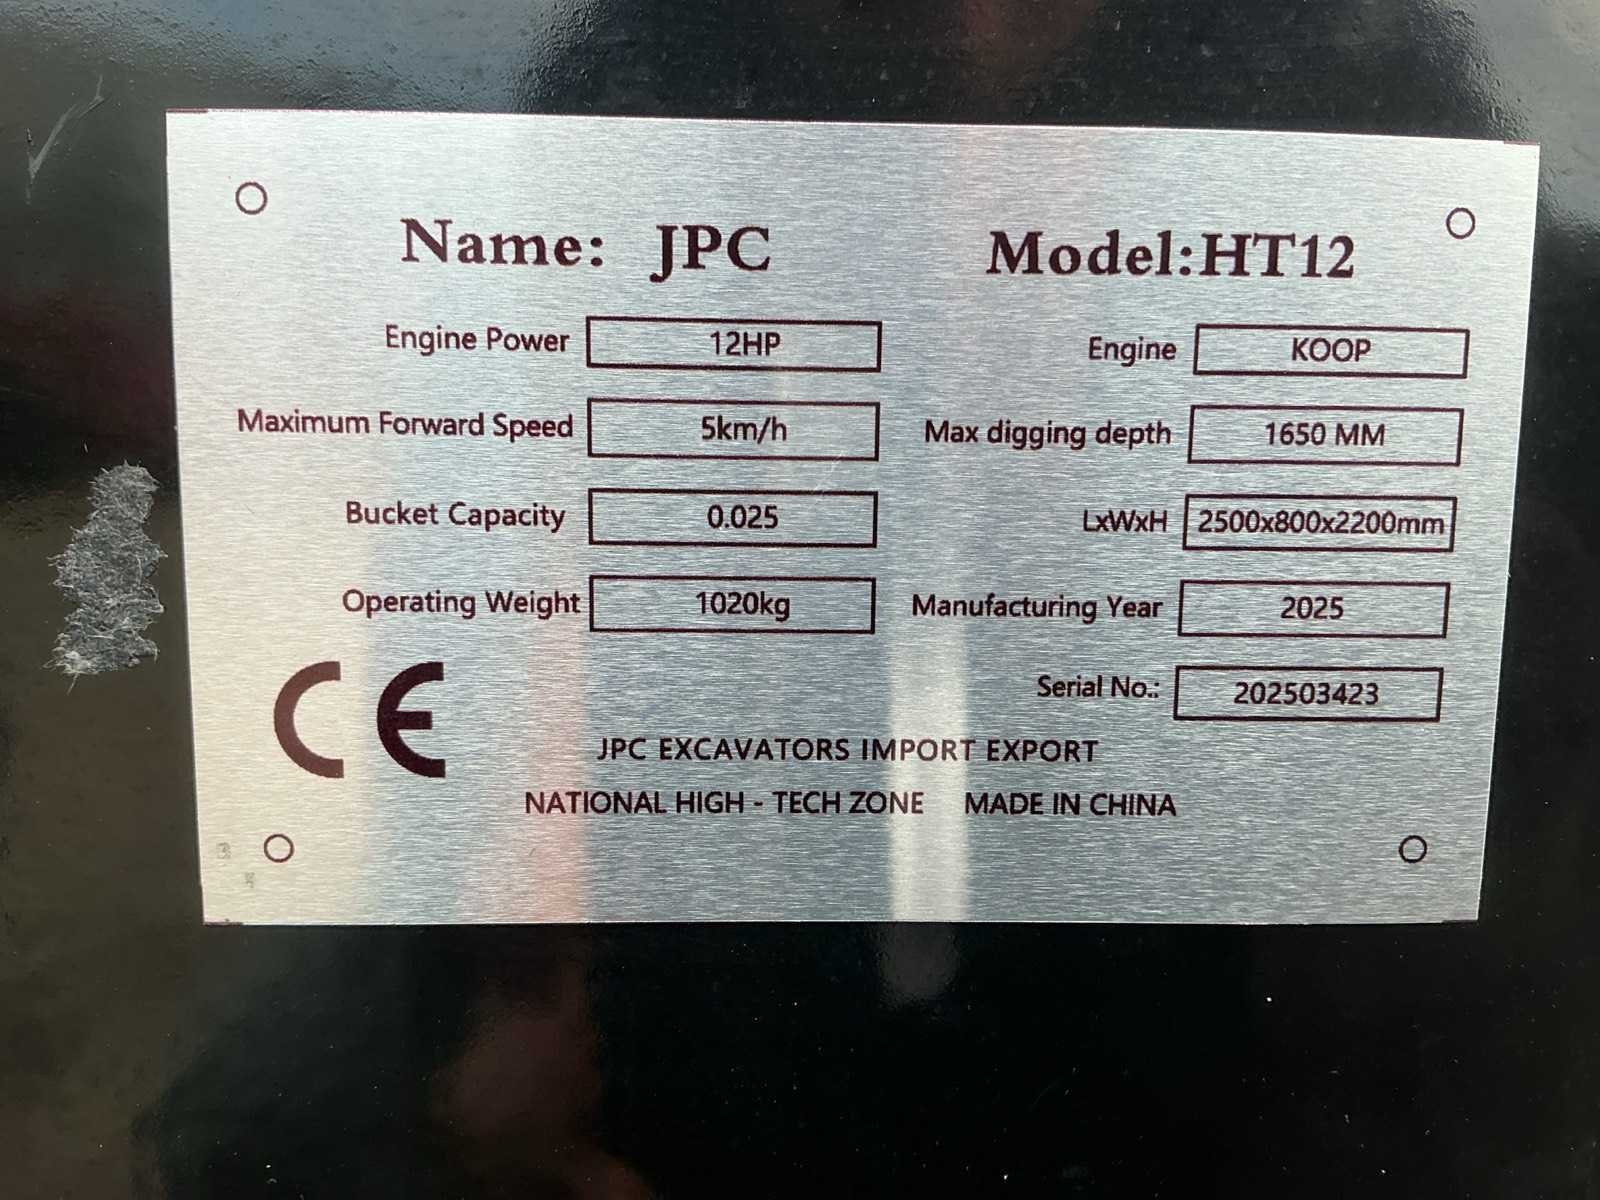 Name: JPC Model:HT12
Engine Power 12HP Engine KOOP
Maximum Forward Speed 5km/h Max digging depth 1650 MM
Bucket Capacity 0.025 LxWxH 2500x800x2200mm
Operating Weight 1020kg Manufacturing Year 2025
Serial No.: 202503423
CE
JPC EXCAVATORS IMPORT EXPORT
NATIONAL HIGH - TECH ZONE MADE IN CHINA